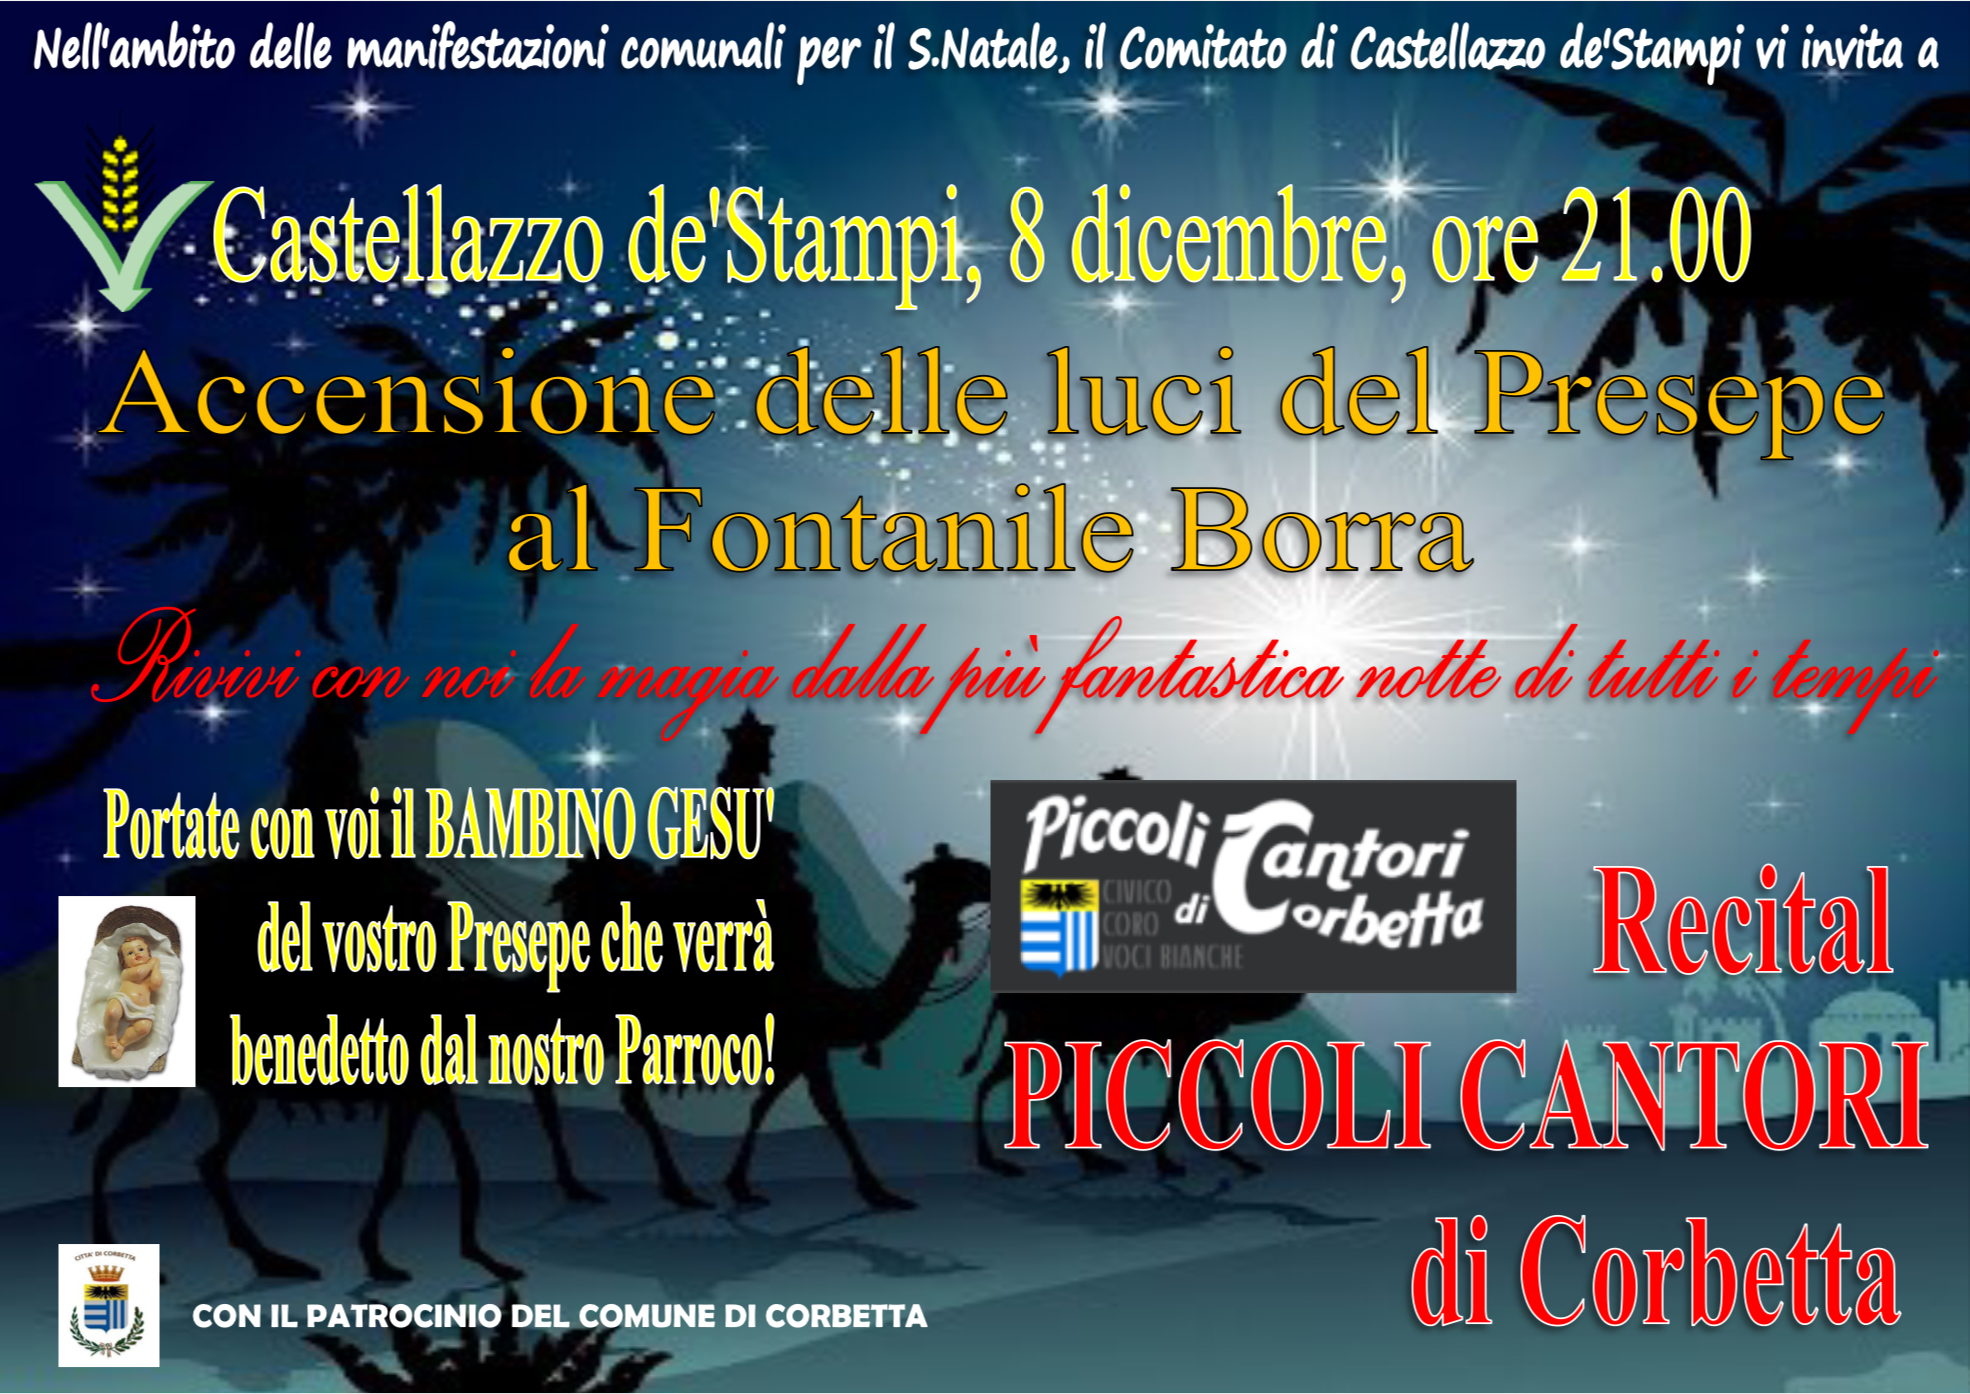 Nell'ambito delle manifestazioni comunali per il S.Natale, il Comitato di Castellazzo de'Stampi vi invita a
Castellazzo de'Stampi, 8 dicembre, ore 21.00
Accensione delle luci del Presepe
al Fontanile Borra
Rivivi con noi la magia dalla più fantastica notte di tutti i tempi
Portate con voi il BAMBINO GESU'
del vostro Presepe che verrà
benedetto dal nostro Parroco!
Piccoli Cantori
di Corbetta
CIVICO
CORO
VOCI BIANCHE
Recital
PICCOLI CANTORI
di Corbetta
CITTA' DI CORBETTA
CON IL PATROCINIO DEL COMUNE DI CORBETTA